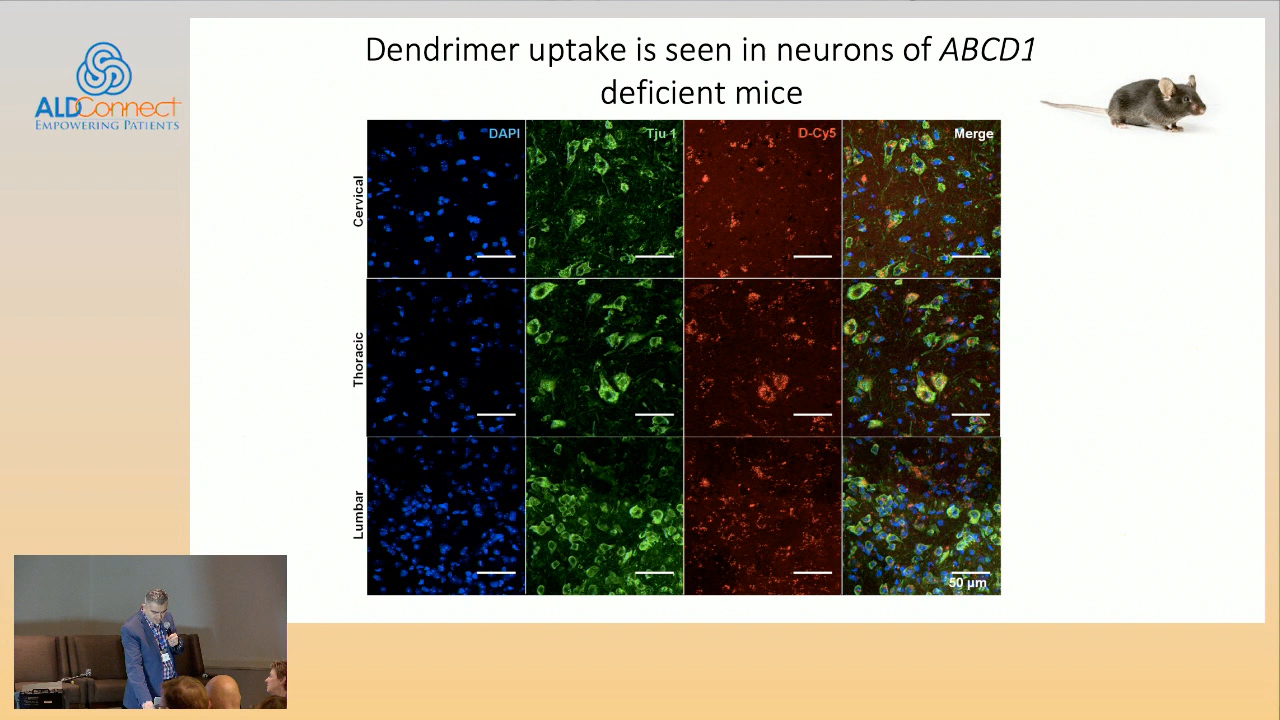 Dendrimer uptake is seen in neurons of ABCD1
deficient mice
ALDConnect
EMPOWERING PATIENTS
DAPI
Tju 1
D-Cy5
Merge
Cervical
Thoracic
Lumbar
50 µm